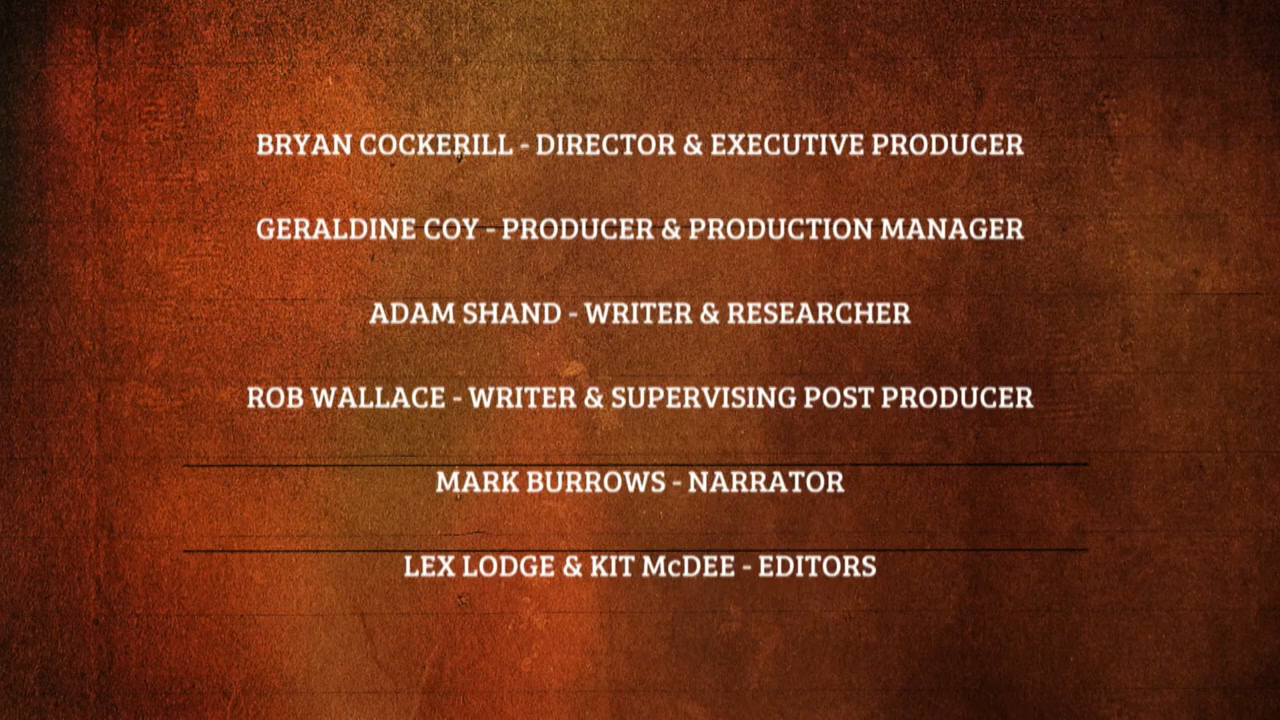 BRYAN COCKERILL - DIRECTOR & EXECUTIVE PRODUCER
GERALDINE COY - PRODUCER & PRODUCTION MANAGER
ADAM SHAND - WRITER & RESEARCHER
ROB WALLACE - WRITER & SUPERVISING POST PRODUCER
MARK BURROWS - NARRATOR
LEX LODGE & KIT McDEE - EDITORS